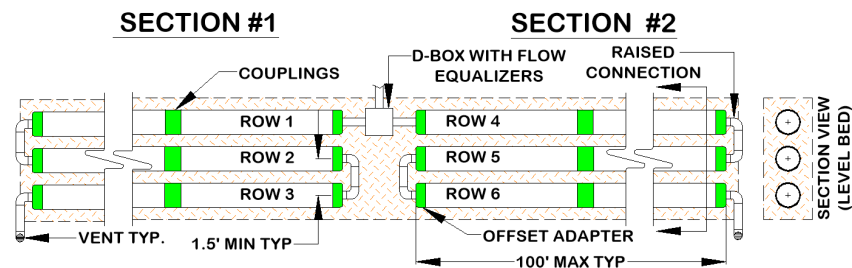 SECTION #1
SECTION #2
COUPLINGS
D-BOX WITH FLOW
EQUALIZERS
RAISED
CONNECTION
ROW 1
ROW 2
ROW 3
ROW 4
ROW 5
ROW 6
VENT TYP.
1.5' MIN TYP
OFFSET ADAPTER
100' MAX TYP
SECTION VIEW
(LEVEL BED)